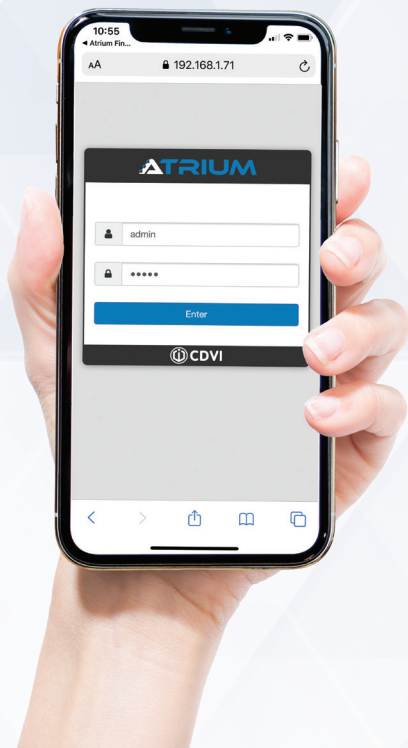 10:55
◀ Atrium Fin...
AA 192.168.1.71
ATRIUM
admin
•••••
Enter
CDVI